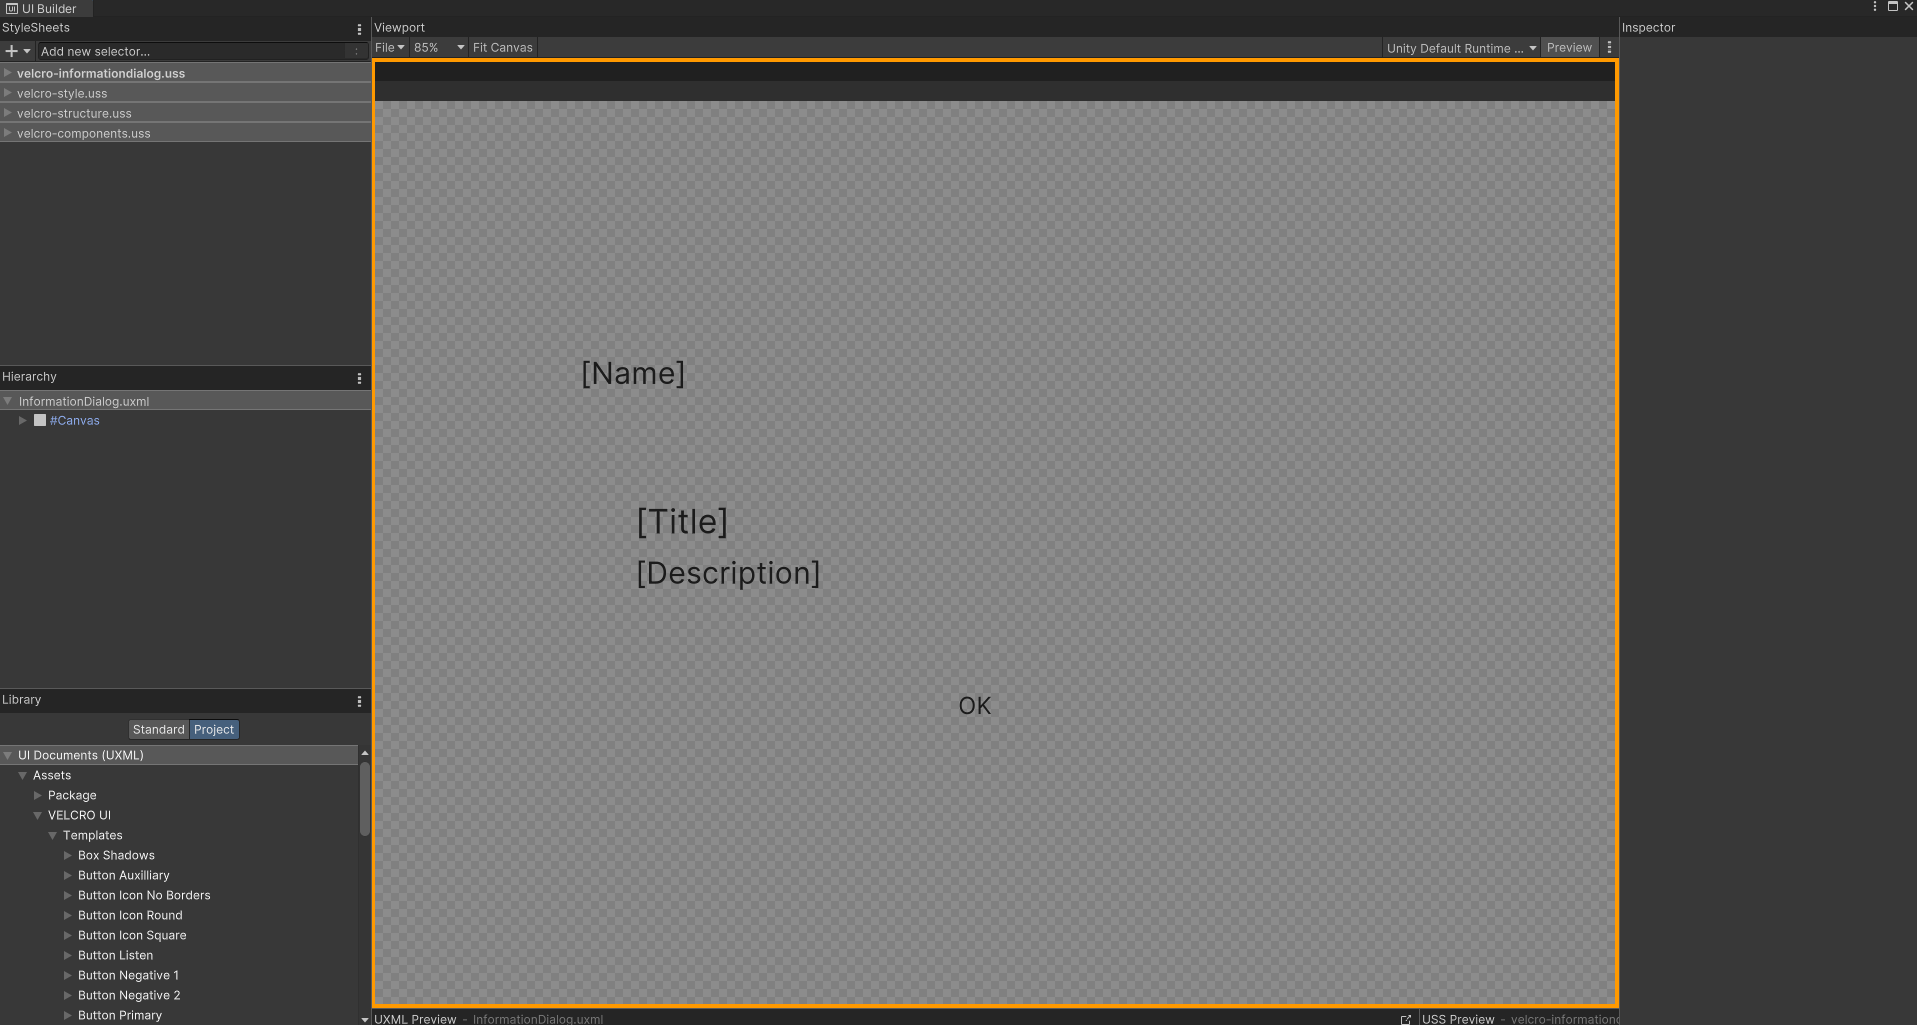 UI Builder
StyleSheets
Add new selector...
velcro-informationdialog.uss
velcro-style.uss
velcro-structure.uss
velcro-components.uss
Hierarchy
InformationDialog.uxml
#Canvas
Library
Standard Project
UI Documents (UXML)
Assets
Package
VELCRO UI
Templates
Box Shadows
Button Auxilliary
Button Icon No Borders
Button Icon Round
Button Icon Square
Button Listen
Button Negative 1
Button Negative 2
Button Primary
Viewport
File 85% Fit Canvas
Unity Default Runtime ... Preview
[Name]
[Title]
[Description]
OK
UXML Preview - InformationDialog.uxml
USS Preview - velcro-information
Inspector